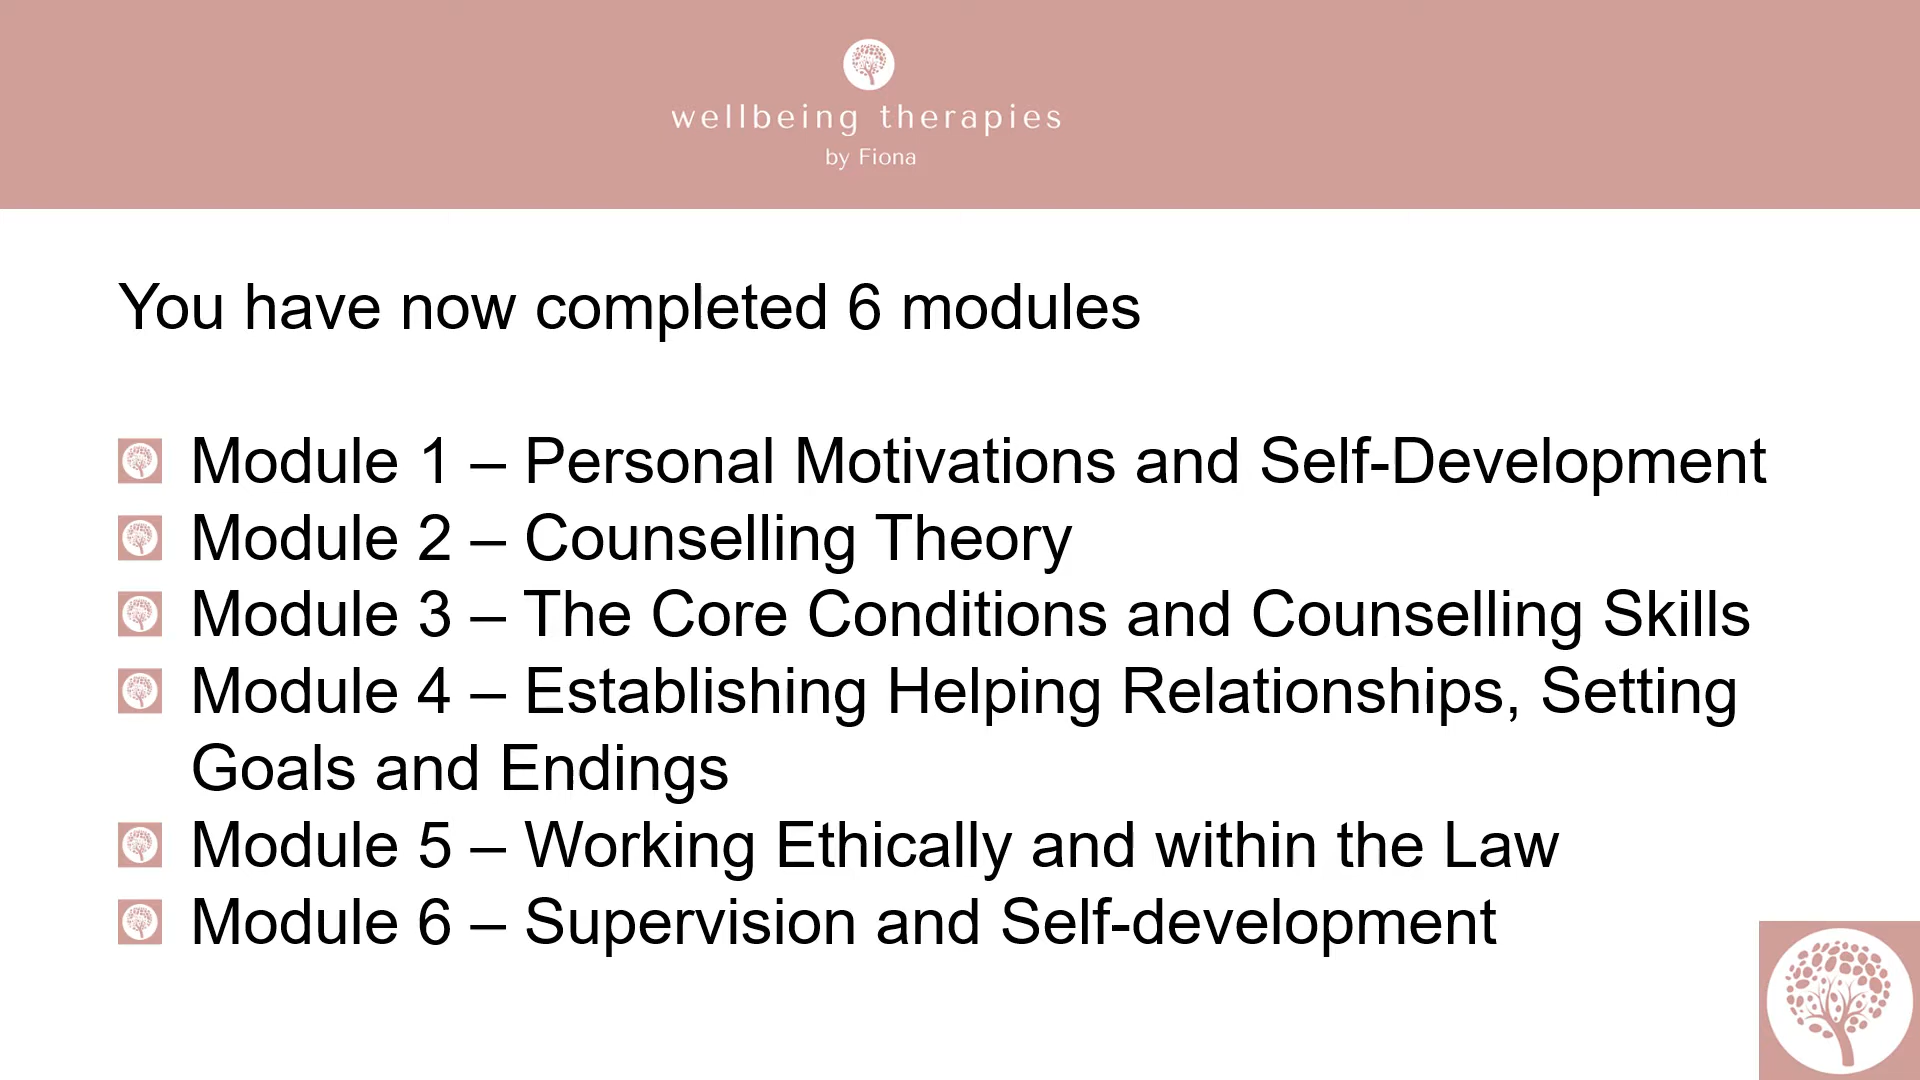 wellbeing therapies
by Fiona
You have now completed 6 modules
Module 1 – Personal Motivations and Self-Development
Module 2 – Counselling Theory
Module 3 – The Core Conditions and Counselling Skills
Module 4 – Establishing Helping Relationships, Setting
Goals and Endings
Module 5 – Working Ethically and within the Law
Module 6 – Supervision and Self-development